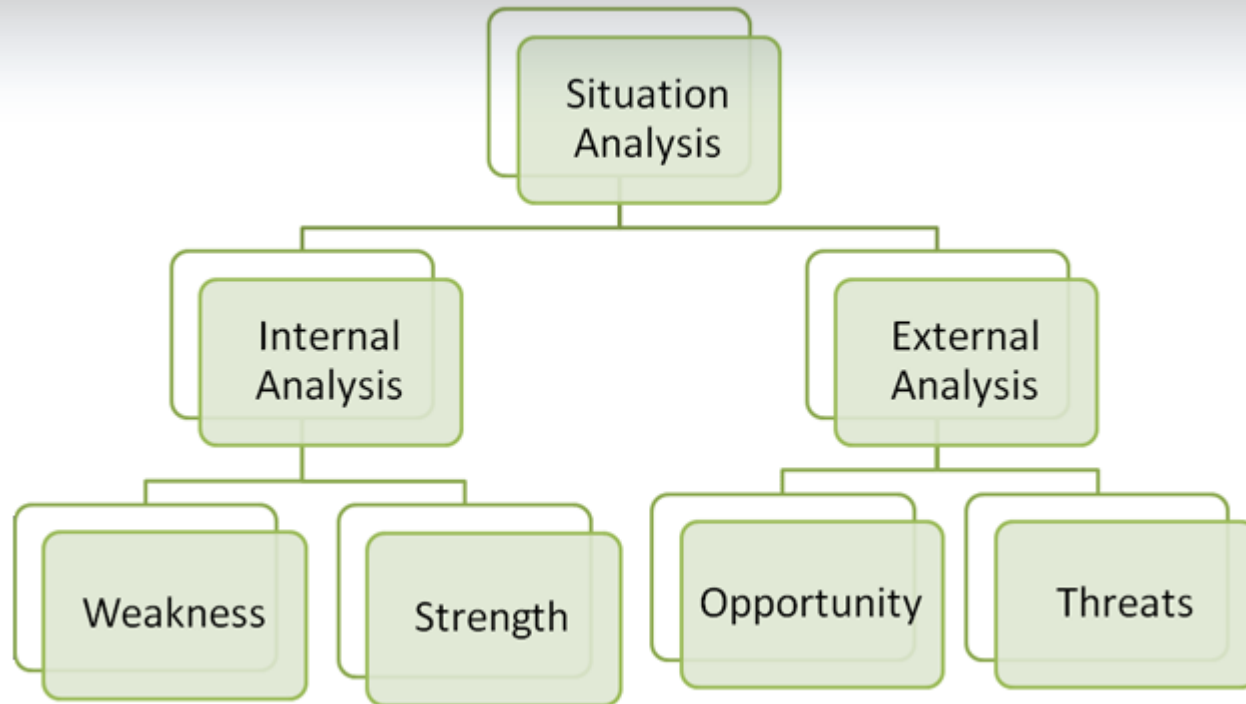 Situation
Analysis
Internal
Analysis
External
Analysis
Weakness
Strength
Opportunity
Threats